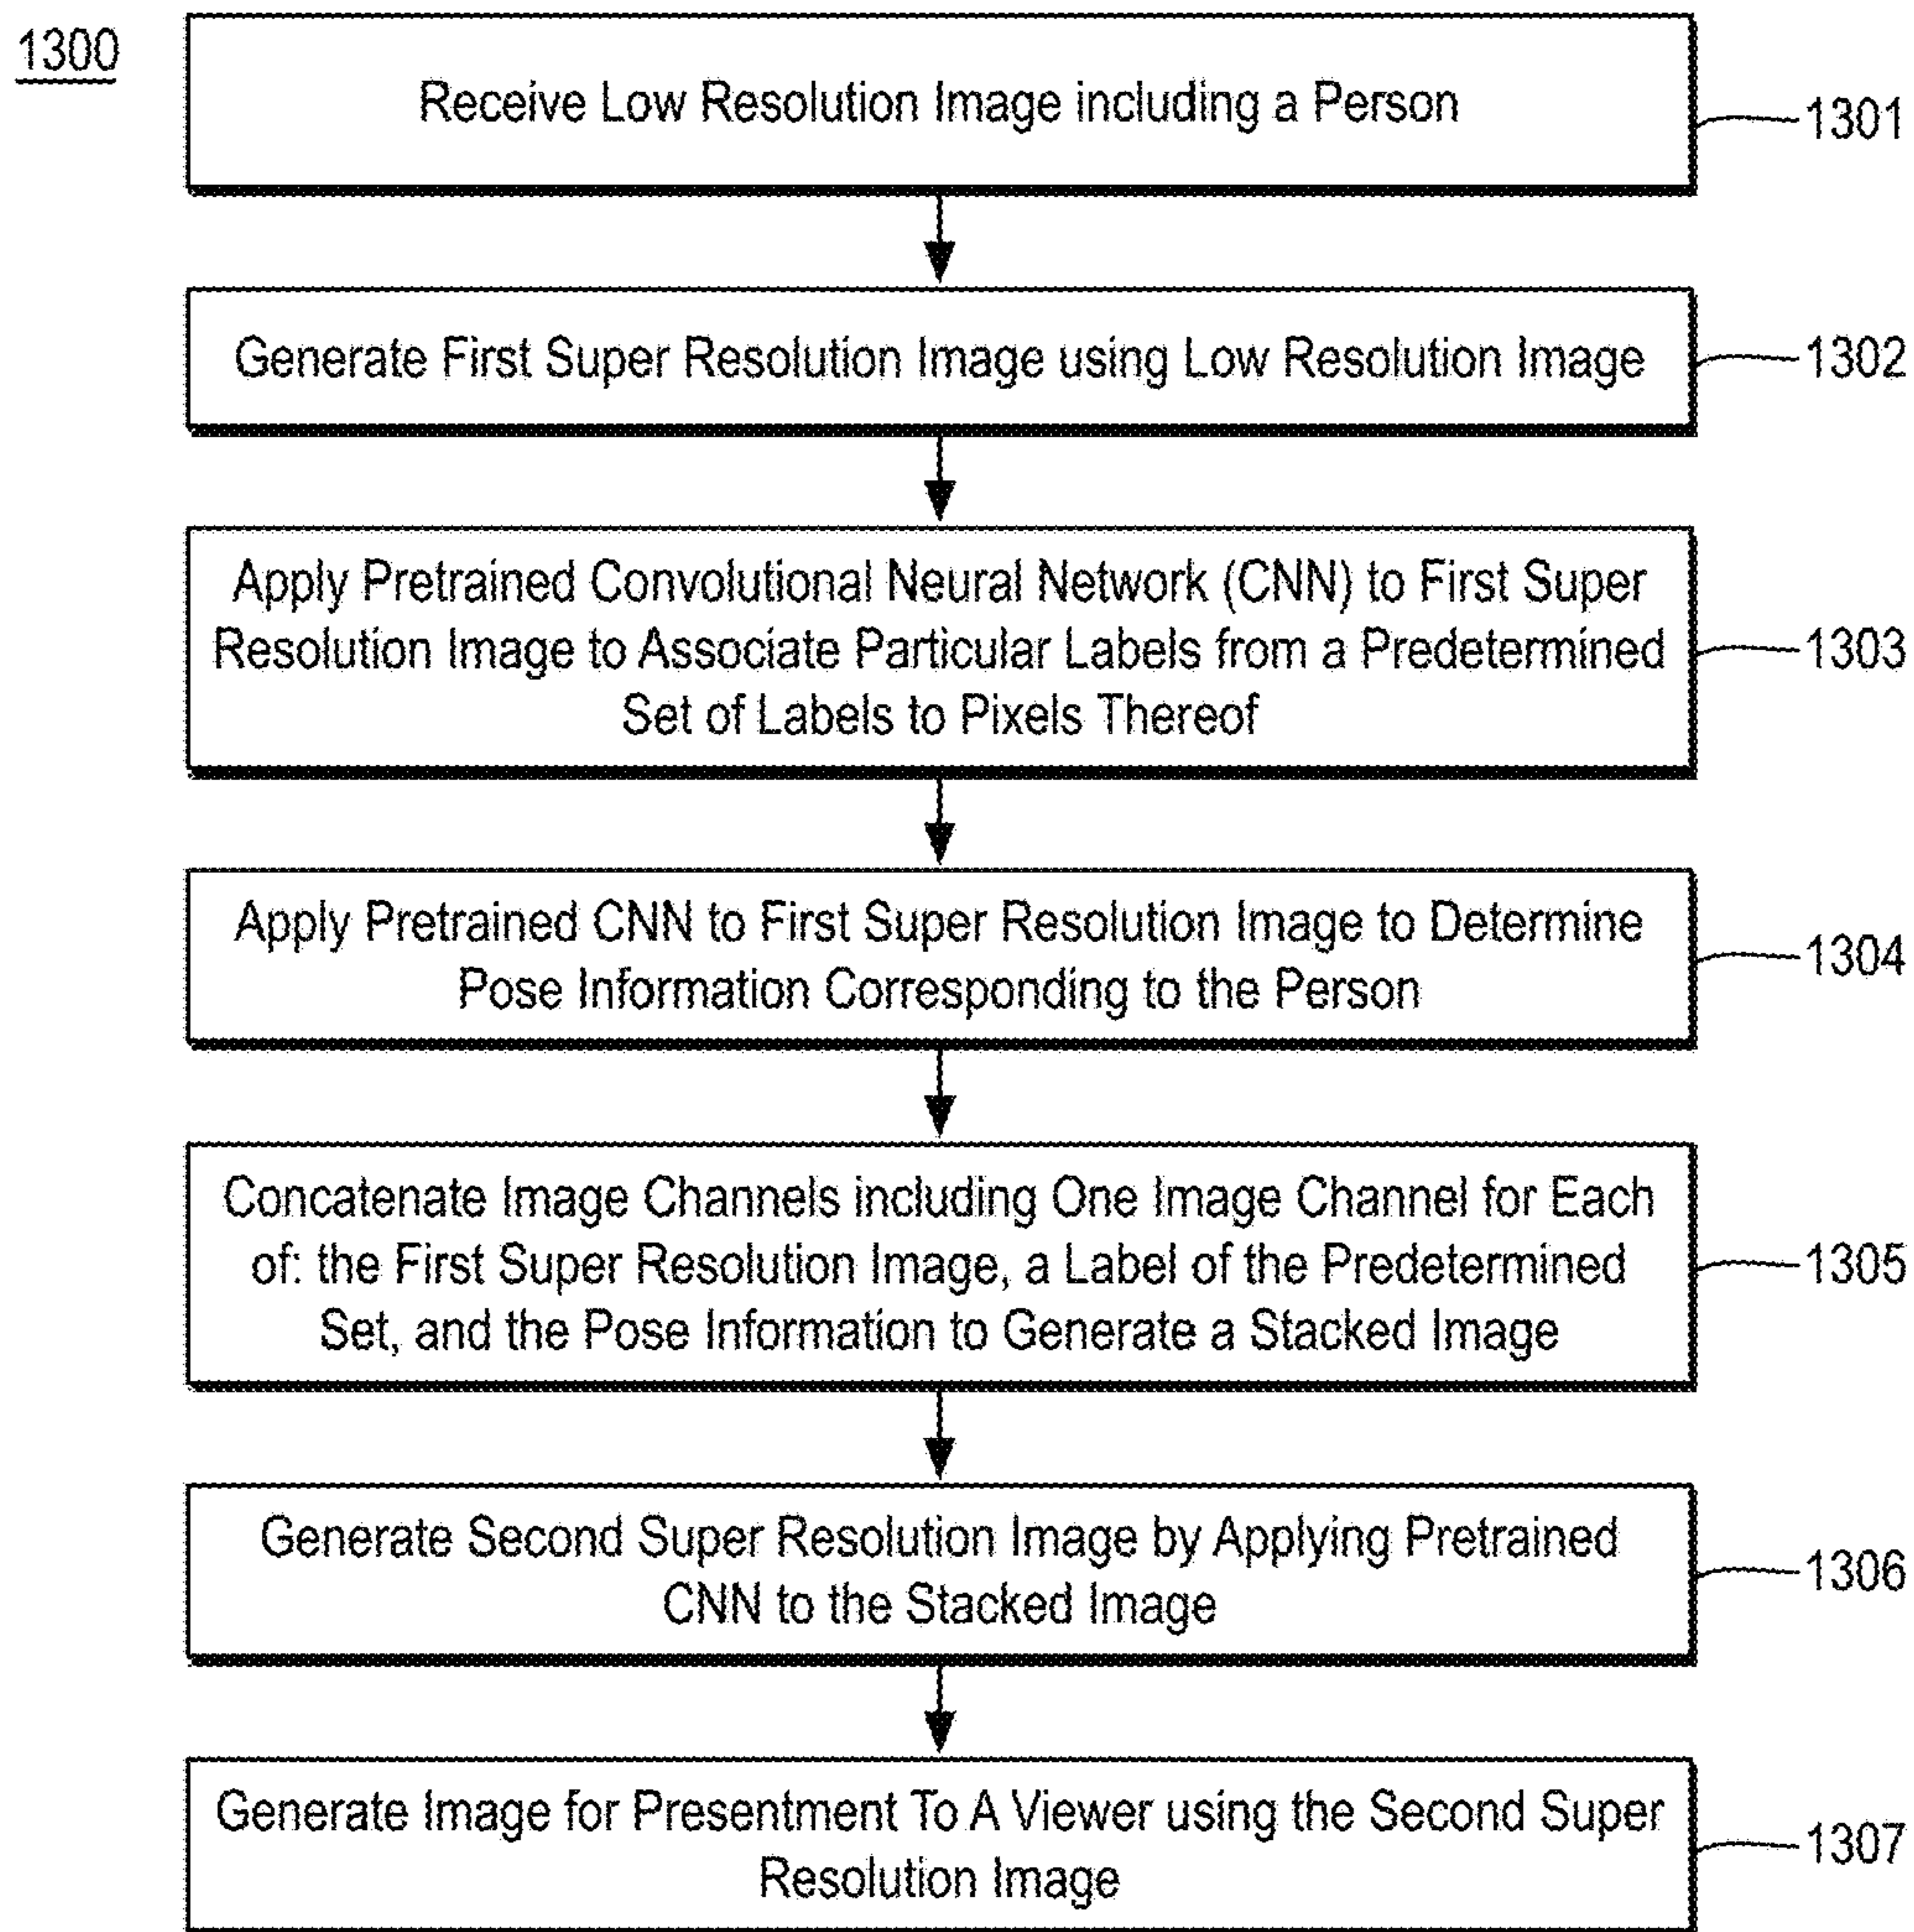 1300
Receive Low Resolution Image including a Person
1301
Generate First Super Resolution Image using Low Resolution Image
1302
Apply Pretrained Convolutional Neural Network (CNN) to First Super
Resolution Image to Associate Particular Labels from a Predetermined
Set of Labels to Pixels Thereof
1303
Apply Pretrained CNN to First Super Resolution Image to Determine
Pose Information Corresponding to the Person
1304
Concatenate Image Channels including One Image Channel for Each
of: the First Super Resolution Image, a Label of the Predetermined
Set, and the Pose Information to Generate a Stacked Image
1305
Generate Second Super Resolution Image by Applying Pretrained
CNN to the Stacked Image
1306
Generate Image for Presentment To A Viewer using the Second Super
Resolution Image
1307